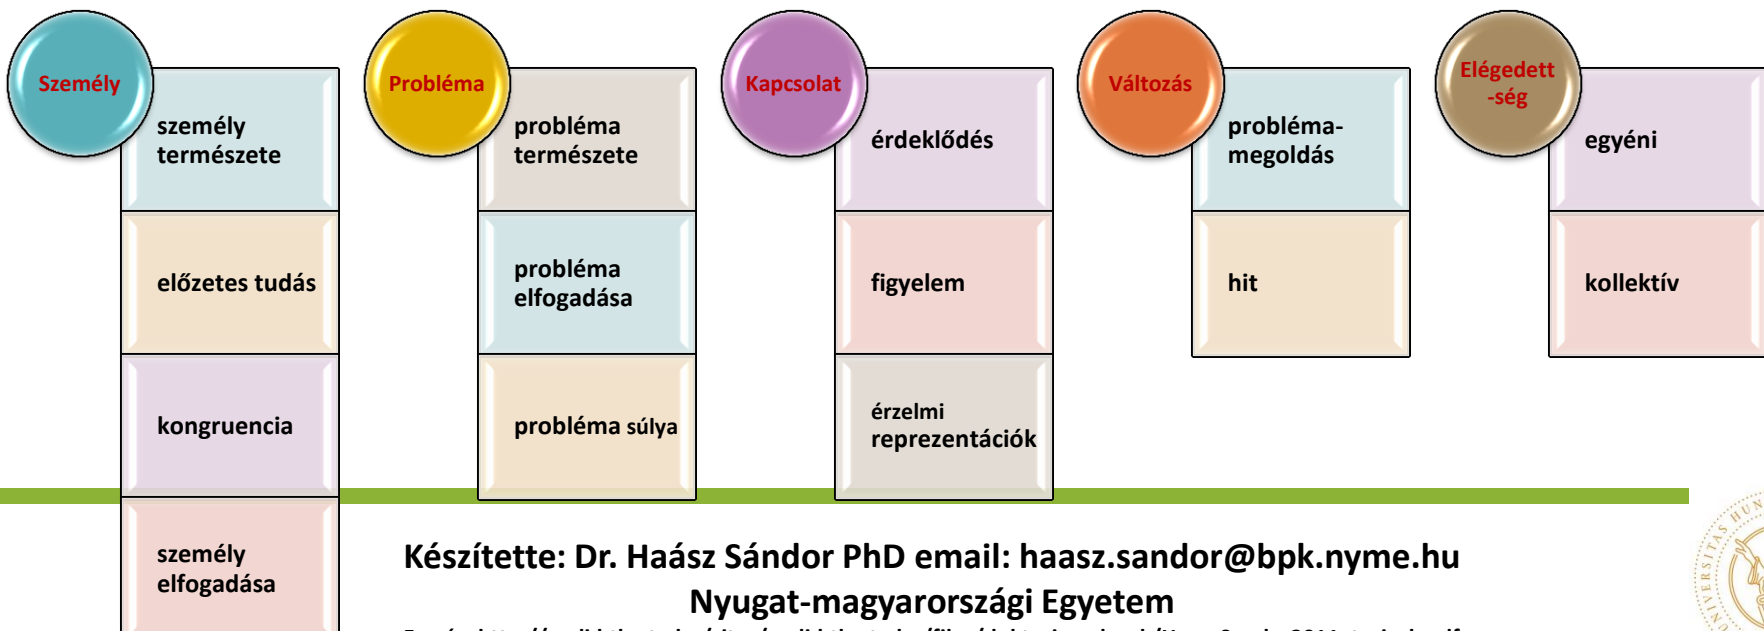 Személy
személy
természete
előzetes tudás
kongruencia
személy
elfogadása
Probléma
probléma
természete
probléma
elfogadása
probléma súlya
Kapcsolat
érdeklődés
figyelem
érzelmi
reprezentációk
Változás
probléma-
megoldás
hit
Elégedett
-ség
egyéni
kollektív
Készítette: Dr. Haász Sándor PhD email: haasz.sandor@bpk.nyme.hu
Nyugat-magyarországi Egyetem